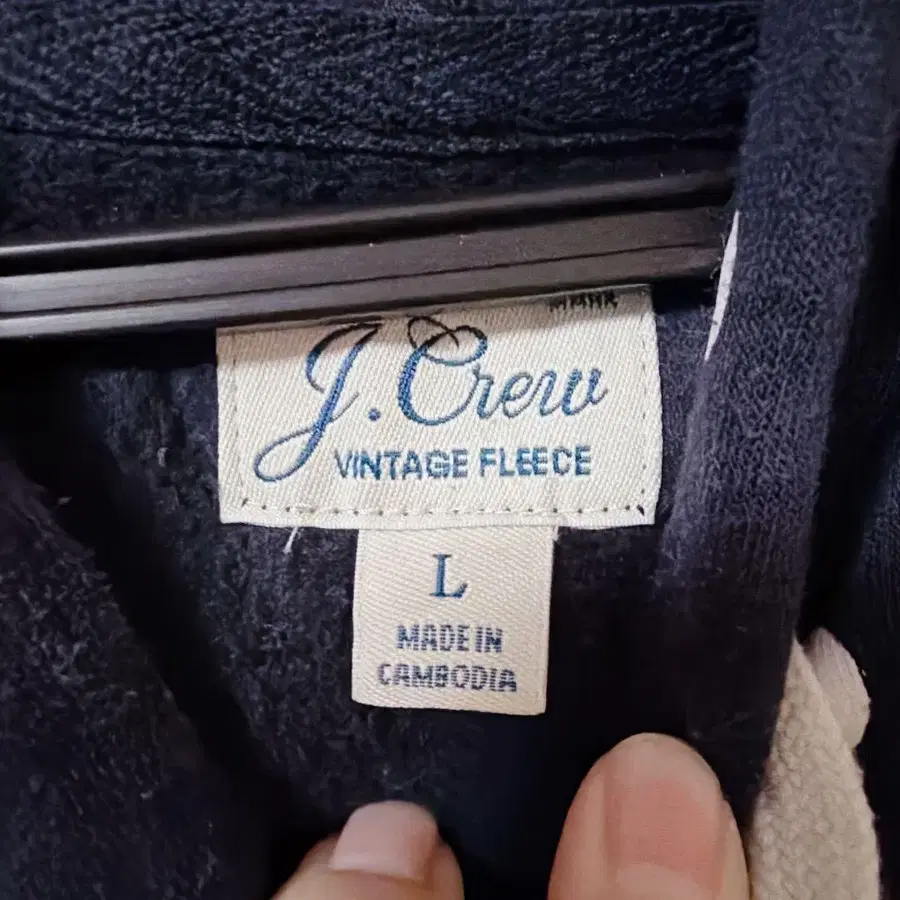 J.Crew
VINTAGE FLEECE
L
MADE IN
CAMBODIA